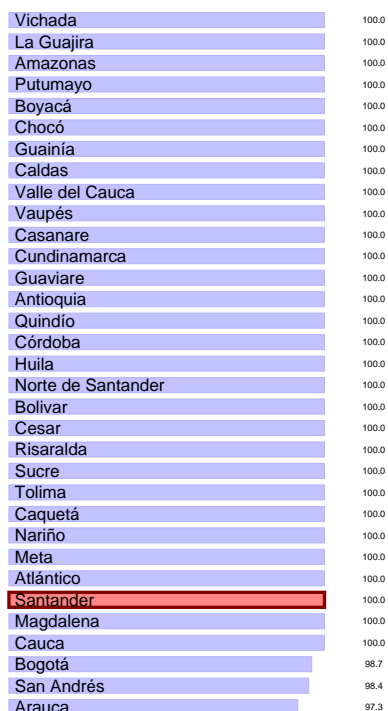 Vichada 100.0
La Guajira 100.0
Amazonas 100.0
Putumayo 100.0
Boyacá 100.0
Chocó 100.0
Guainía 100.0
Caldas 100.0
Valle del Cauca 100.0
Vaupés 100.0
Casanare 100.0
Cundinamarca 100.0
Guaviare 100.0
Antioquia 100.0
Quindío 100.0
Córdoba 100.0
Huila 100.0
Norte de Santander 100.0
Bolivar 100.0
Cesar 100.0
Risaralda 100.0
Sucre 100.0
Tolima 100.0
Caquetá 100.0
Nariño 100.0
Meta 100.0
Atlántico 100.0
Santander 100.0
Magdalena 100.0
Cauca 100.0
Bogotá 98.7
San Andrés 98.4
Arauca 97.3